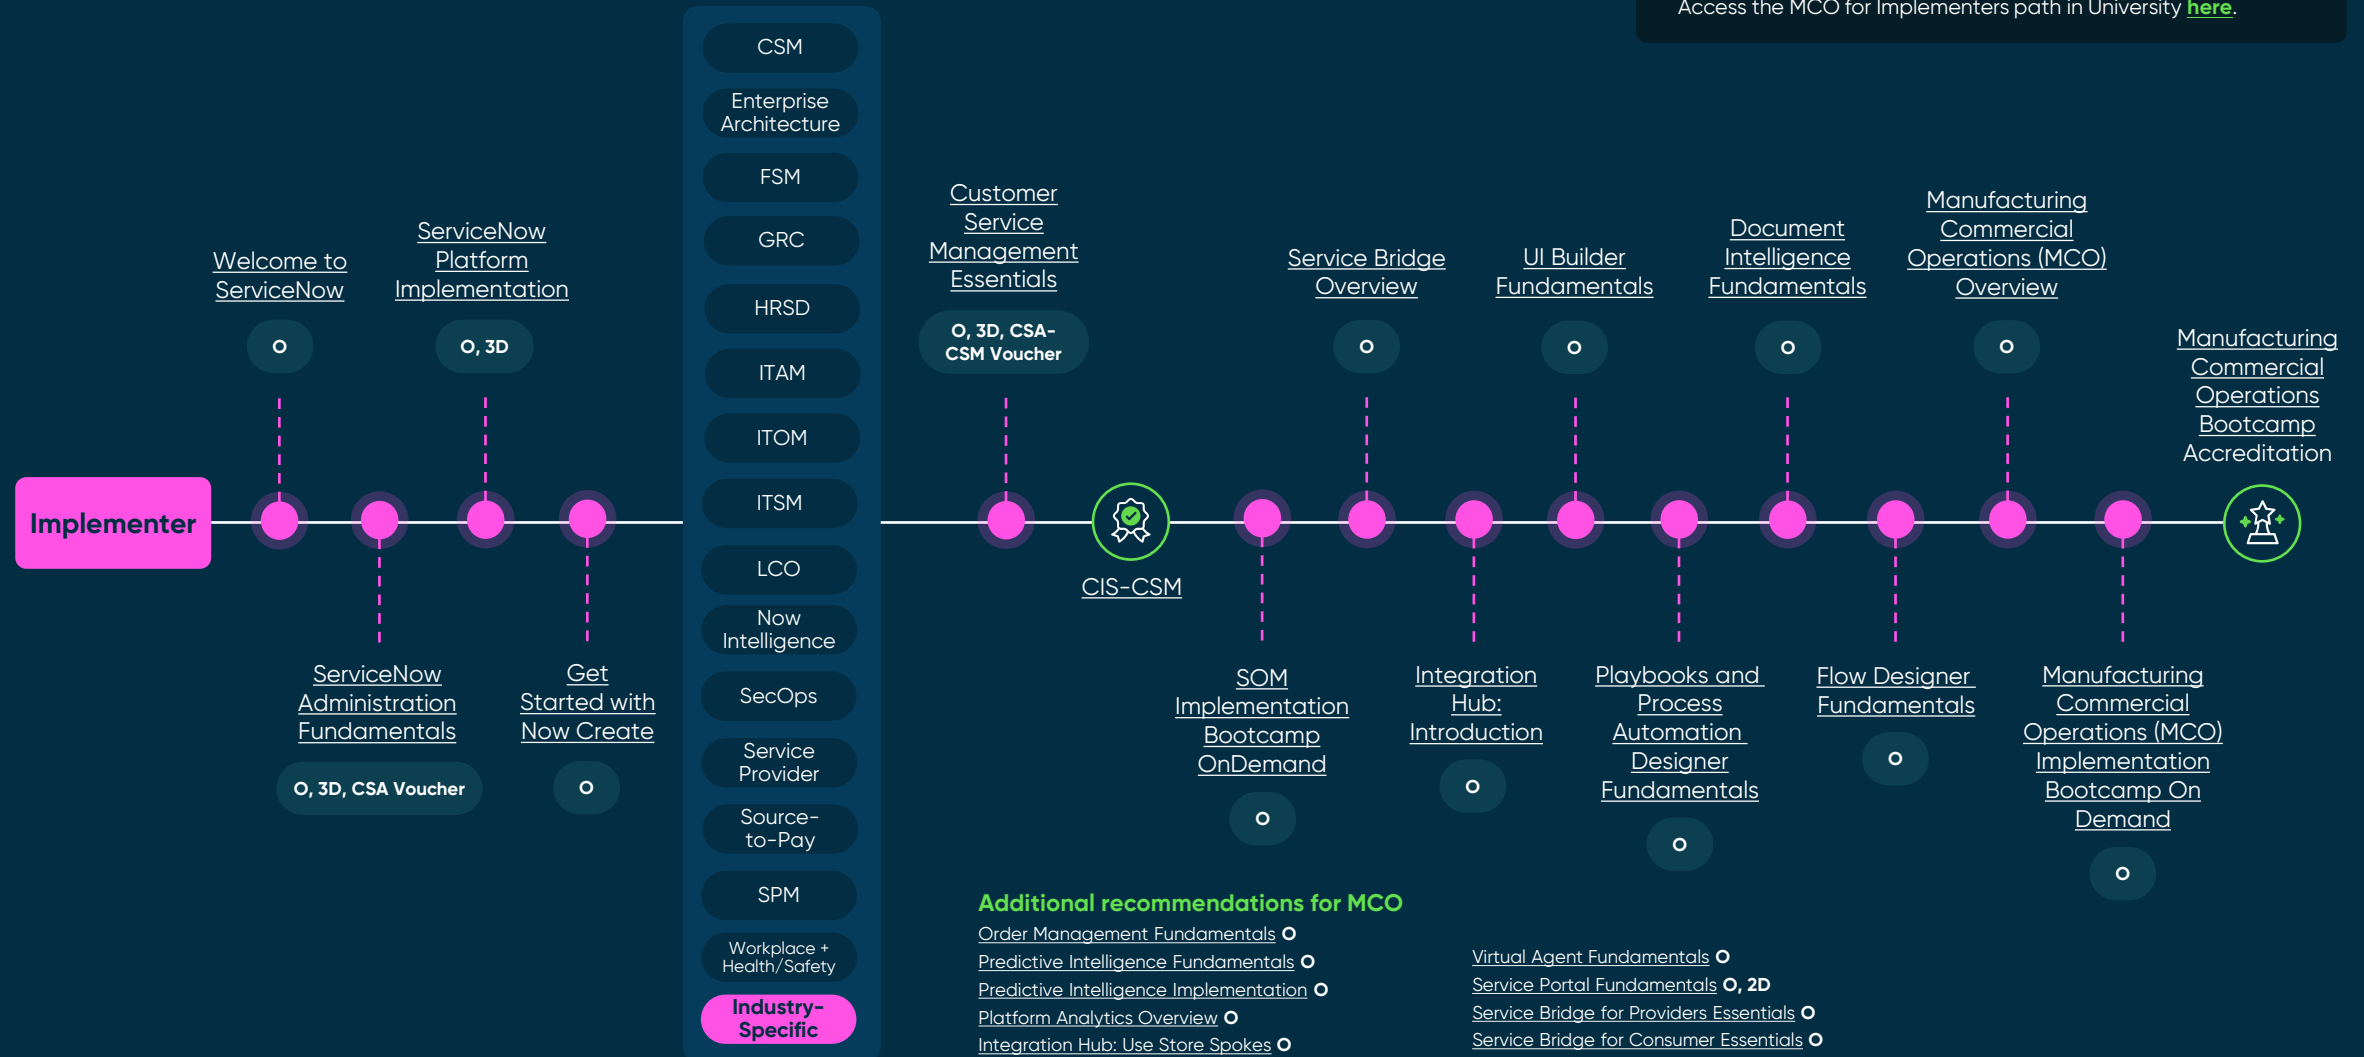 Access the MCO for Implementers path in University here.
CSM
Enterprise
Architecture
FSM
GRC
HRSD
ITAM
ITOM
ITSM
LCO
Now
Intelligence
SecOps
Service
Provider
Source-
to-Pay
SPM
Workplace +
Health/Safety
Industry-
Specific
Implementer
Welcome to
ServiceNow
O
ServiceNow
Administration
Fundamentals
O, 3D, CSA Voucher
ServiceNow
Platform
Implementation
O, 3D
Get
Started with
Now Create
O
Customer
Service
Management
Essentials
O, 3D, CSA-
CSM Voucher
CIS-CSM
SOM
Implementation
Bootcamp
OnDemand
O
Service Bridge
Overview
O
Integration
Hub:
Introduction
O
UI Builder
Fundamentals
O
Playbooks and
Process
Automation
Designer
Fundamentals
O
Document
Intelligence
Fundamentals
O
Flow Designer
Fundamentals
O
Manufacturing
Commercial
Operations (MCO)
Overview
O
Manufacturing
Commercial
Operations (MCO)
Implementation
Bootcamp On
Demand
O
Manufacturing
Commercial
Operations
Bootcamp
Accreditation
Additional recommendations for MCO
Order Management Fundamentals O
Predictive Intelligence Fundamentals O
Predictive Intelligence Implementation O
Platform Analytics Overview O
Integration Hub: Use Store Spokes O
Virtual Agent Fundamentals O
Service Portal Fundamentals O, 2D
Service Bridge for Providers Essentials O
Service Bridge for Consumer Essentials O